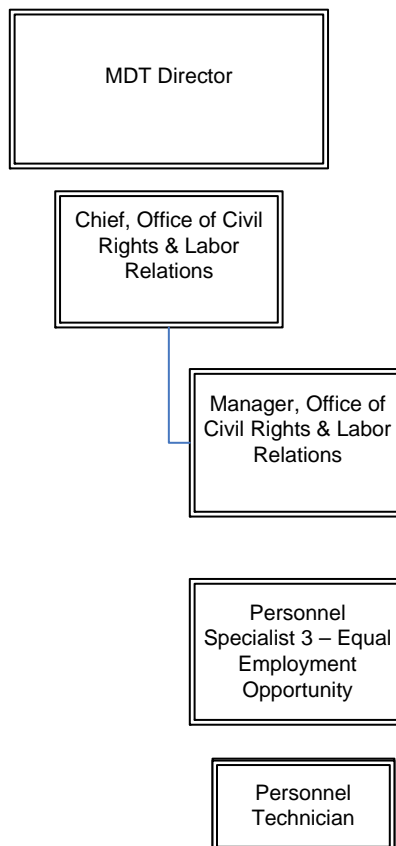 MDT Director
Chief, Office of Civil
Rights & Labor
Relations
Manager, Office of
Civil Rights & Labor
Relations
Personnel
Specialist 3 – Equal
Employment
Opportunity
Personnel
Technician